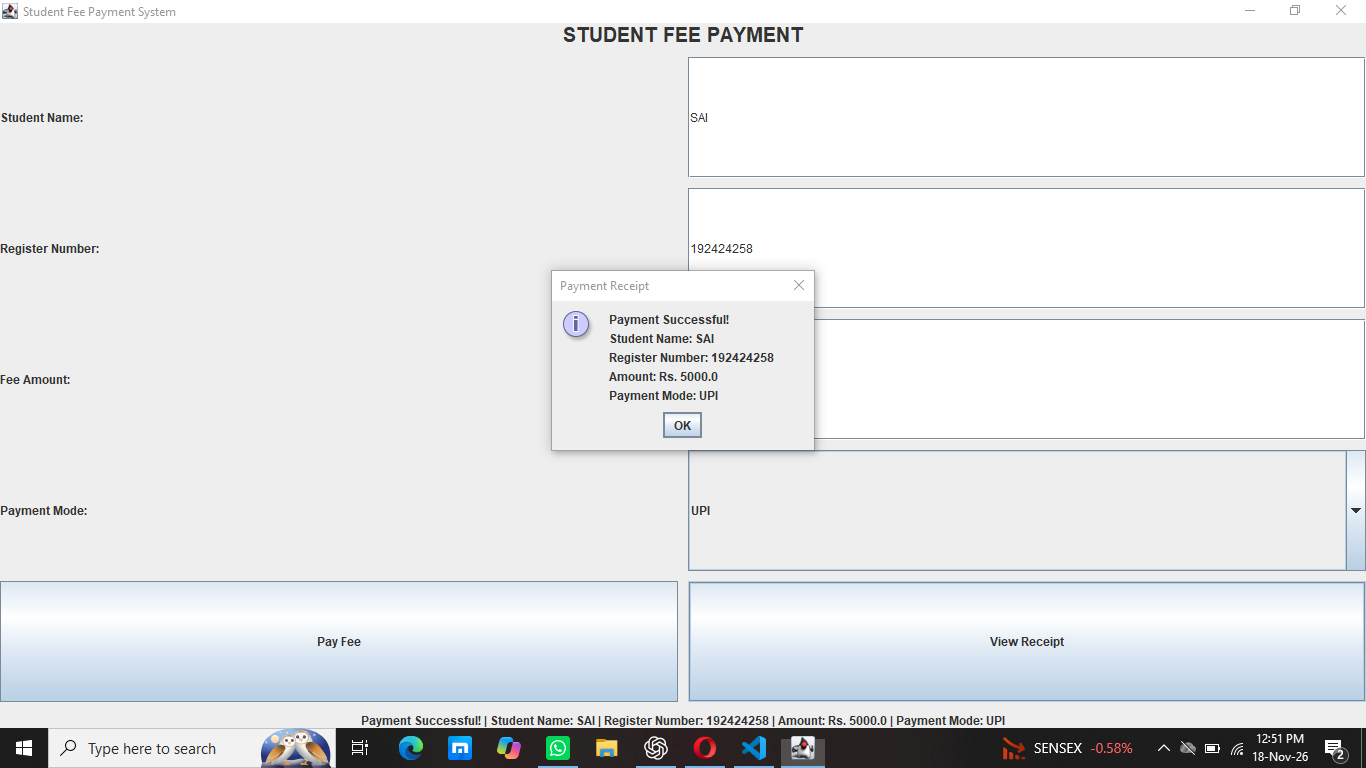 Student Fee Payment System
STUDENT FEE PAYMENT
Student Name:
SAI
Register Number:
192424258
Payment Receipt
Payment Successful!
Student Name: SAI
Register Number: 192424258
Amount: Rs. 5000.0
Payment Mode: UPI
OK
Fee Amount:
Payment Mode:
UPI
Pay Fee
View Receipt
Payment Successful! | Student Name: SAI | Register Number: 192424258 | Amount: Rs. 5000.0 | Payment Mode: UPI
Type here to search
SENSEX -0.58%
12:51 PM
18-Nov-26
2